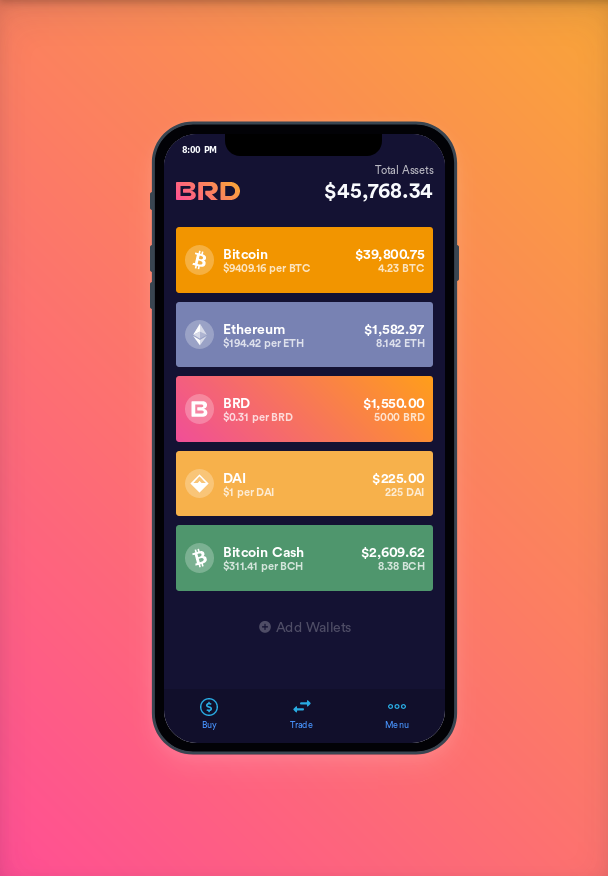 8:00 PM
Total Assets
BRD
$45,768.34
Bitcoin
$39,800.75
$9409.16 per BTC
4.23 BTC
Ethereum
$1,582.97
$194.42 per ETH
8.142 ETH
BRD
$1,550.00
$0.31 per BRD
5000 BRD
DAI
$225.00
$1 per DAI
225 DAI
Bitcoin Cash
$2,609.62
$311.41 per BCH
8.38 BCH
Add Wallets
Buy
Trade
Menu